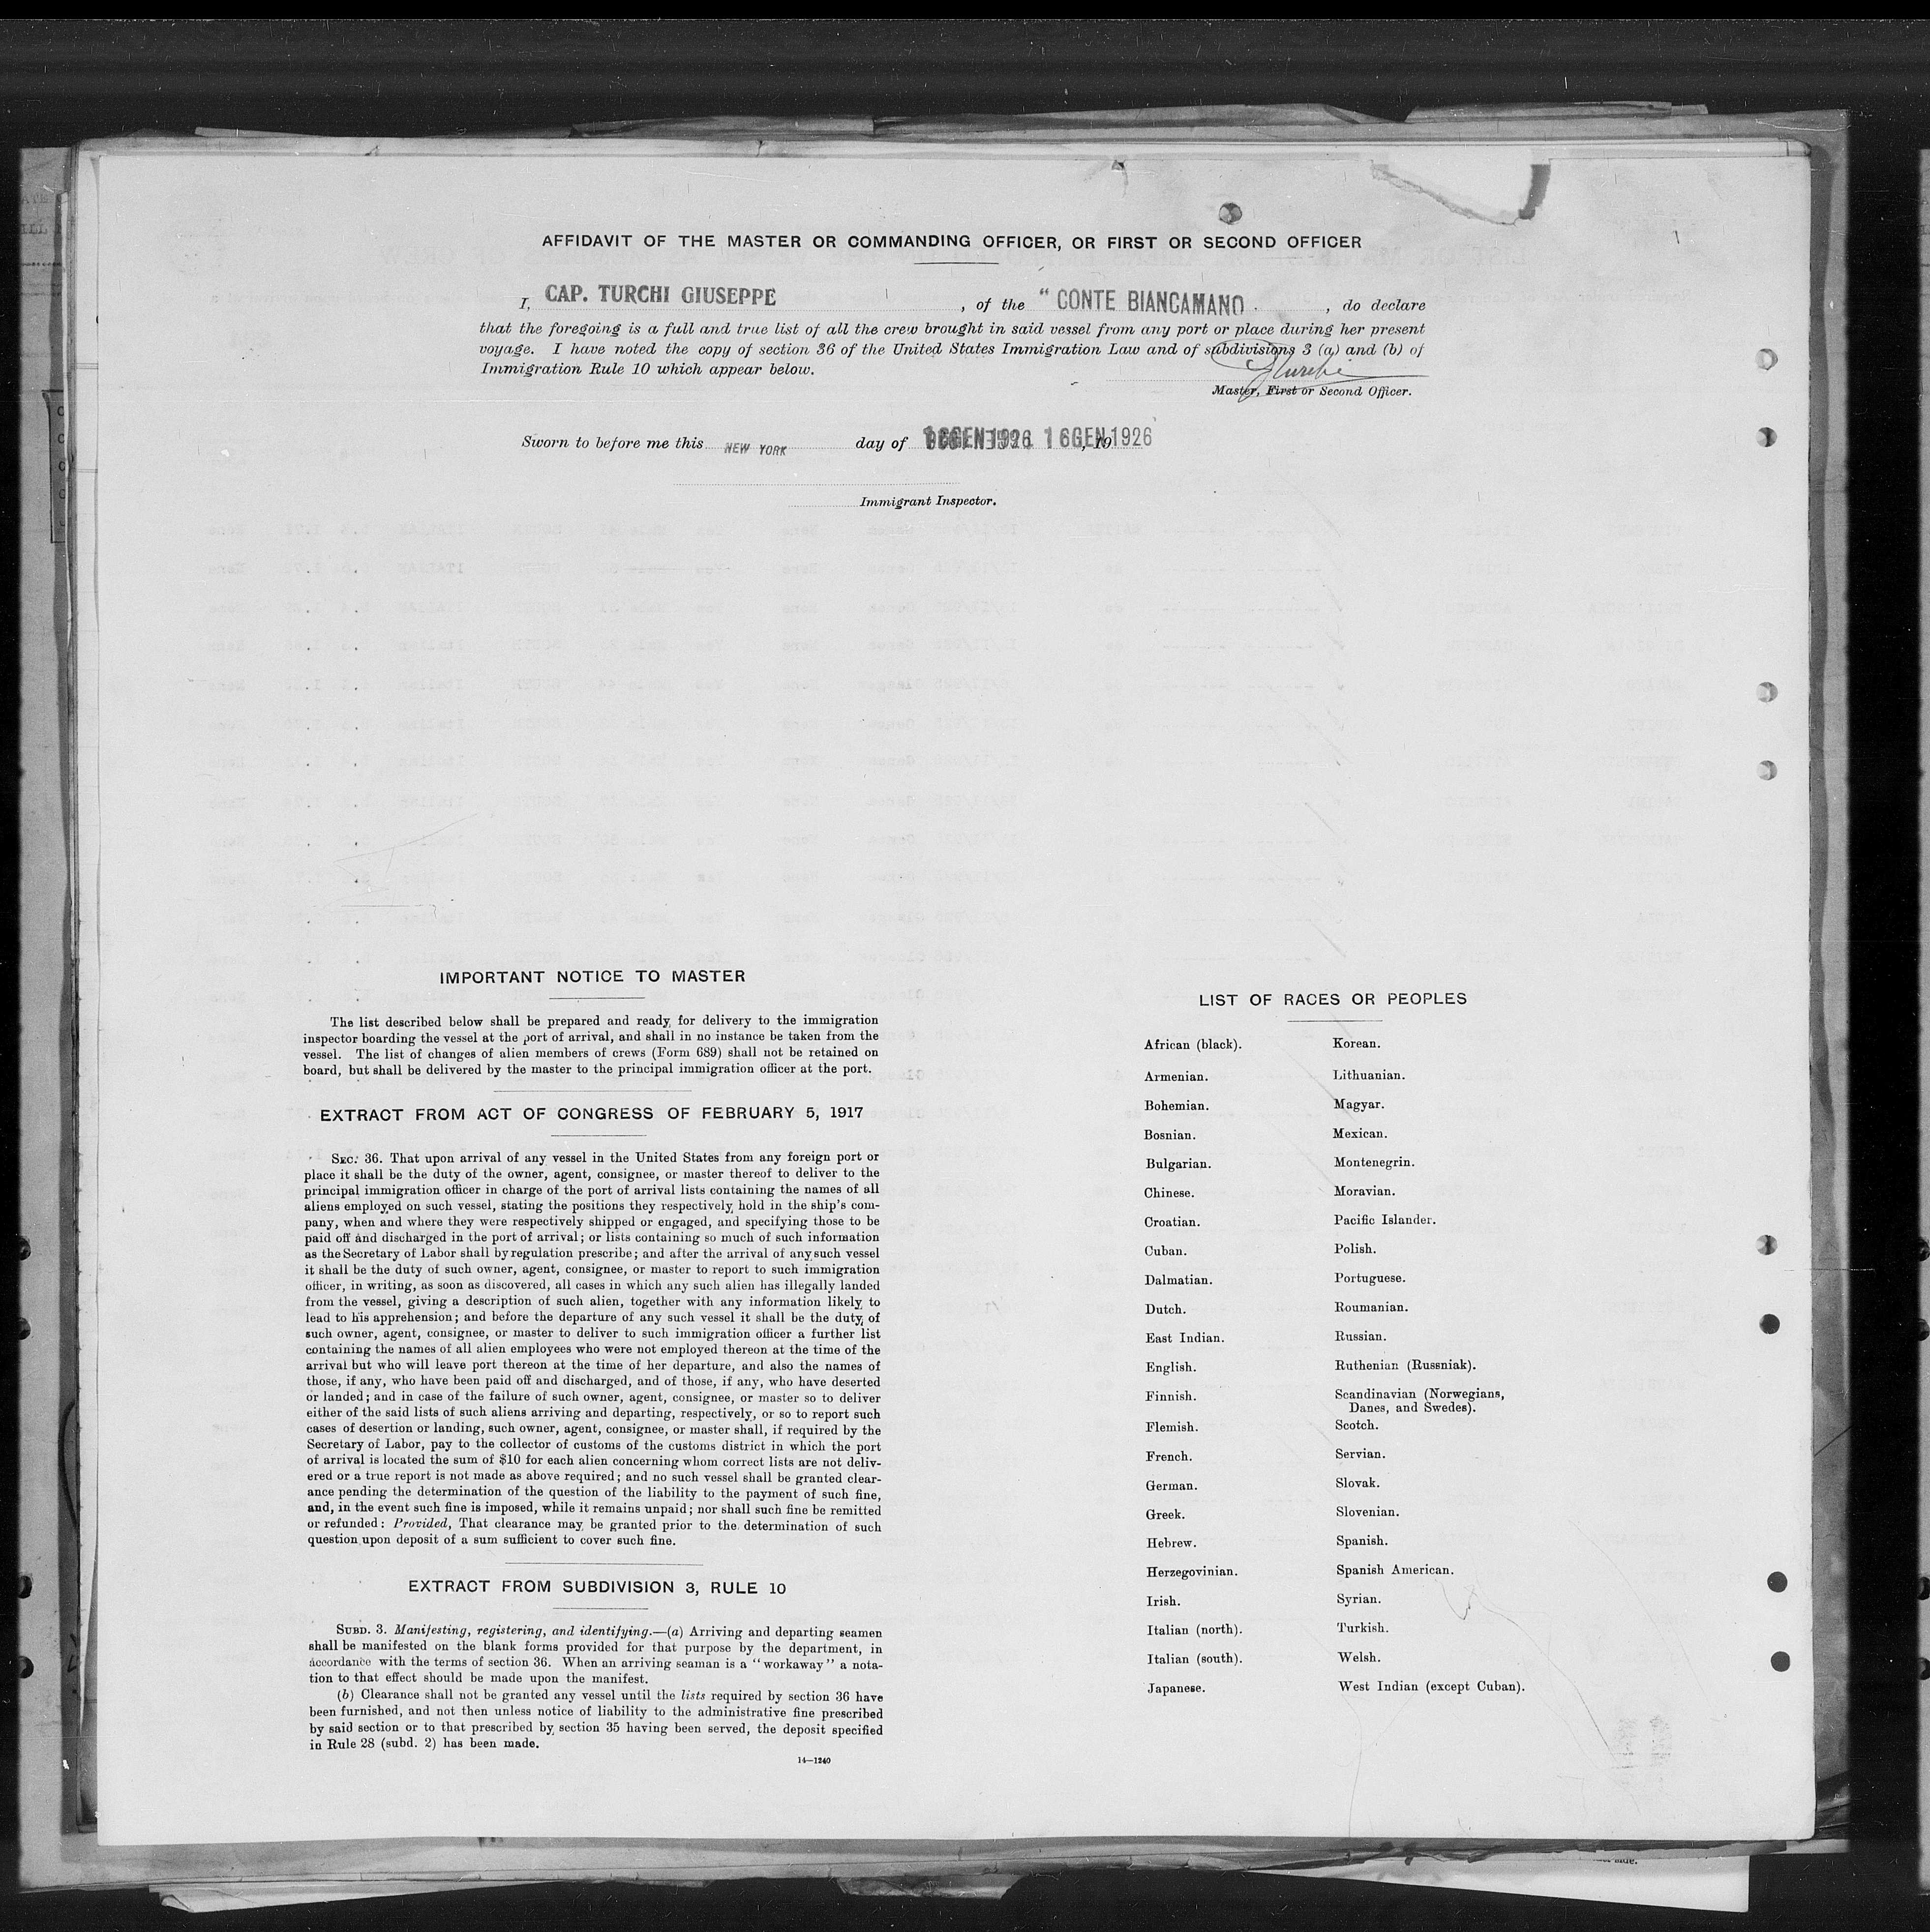 AFFIDAVIT OF THE MASTER OR COMMANDING OFFICER, OR FIRST OR SECOND OFFICER
I, CAP. TURCHI GIUSEPPE, of the " CONTE BIANCAMANO, do declare
that the foregoing is a full and true list of all the crew brought in said vessel from any port or place during her present
voyage. I have noted the copy of section 36 of the United States Immigration Law and of subdivisions 3 (a) and (b) of
Immigration Rule 10 which appear below.
Master, First or Second Officer.
Sworn to before me this NEW YORK day of 16GEN1926, 19
Immigrant Inspector.
IMPORTANT NOTICE TO MASTER
The list described below shall be prepared and ready for delivery to the immigration
inspector boarding the vessel at the port of arrival, and shall in no instance be taken from the
vessel. The list of changes of alien members of crews (Form 689) shall not be retained on
board, but shall be delivered by the master to the principal immigration officer at the port.
EXTRACT FROM ACT OF CONGRESS OF FEBRUARY 5, 1917
SEC. 36. That upon arrival of any vessel in the United States from any foreign port or
place it shall be the duty of the owner, agent, consignee, or master thereof to deliver to the
principal immigration officer in charge of the port of arrival lists containing the names of all
aliens employed on such vessel, stating the positions they respectively hold in the ship's com-
pany, when and where they were respectively shipped or engaged, and specifying those to be
paid off and discharged in the port of arrival; or lists containing so much of such information
as the Secretary of Labor shall by regulation prescribe; and after the arrival of any such vessel
it shall be the duty of such owner, agent, consignee, or master to report to such immigration
officer, in writing, as soon as discovered, all cases in which any such alien has illegally landed
from the vessel, giving a description of such alien, together with any information likely to
lead to his apprehension; and before the departure of any such vessel it shall be the duty of
such owner, agent, consignee, or master to deliver to such immigration officer a further list
containing the names of all alien employees who were not employed thereon at the time of the
arrival but who will leave port thereon at the time of her departure, and also the names of
those, if any, who have been paid off and discharged, and of those, if any, who have deserted
or landed; and in case of the failure of such owner, agent, consignee, or master so to deliver
either of the said lists of such aliens arriving and departing, respectively, or so to report such
cases of desertion or landing, such owner, agent, consignee, or master shall, if required by the
Secretary of Labor, pay to the collector of customs of the customs district in which the port
of arrival is located the sum of $10 for each alien concerning whom correct lists are not deliv-
ered or a true report is not made as above required; and no such vessel shall be granted clear-
ance pending the determination of the question of the liability to the payment of such fine,
and, in the event such fine is imposed, while it remains unpaid; nor shall such fine be remitted
or refunded: Provided, That clearance may be granted prior to the determination of such
question upon deposit of a sum sufficient to cover such fine.
EXTRACT FROM SUBDIVISION 3, RULE 10
SUBD. 3. Manifesting, registering, and identifying.—(a) Arriving and departing seamen
shall be manifested on the blank forms provided for that purpose by the department, in
accordance with the terms of section 36. When an arriving seaman is a "workaway" a nota-
tion to that effect should be made upon the manifest.
(b) Clearance shall not be granted any vessel until the lists required by section 36 have
been furnished, and not then unless notice of liability to the administrative fine prescribed
by said section or to that prescribed by section 35 having been served, the deposit specified
in Rule 28 (subd. 2) has been made.
14—1240
LIST OF RACES OR PEOPLES
African (black).
Armenian.
Bohemian.
Bosnian.
Bulgarian.
Chinese.
Croatian.
Cuban.
Dalmatian.
Dutch.
East Indian.
English.
Finnish.
Flemish.
French.
German.
Greek.
Hebrew.
Herzegovinian.
Irish.
Italian (north).
Italian (south).
Japanese.
Korean.
Lithuanian.
Magyar.
Mexican.
Montenegrin.
Moravian.
Pacific Islander.
Polish.
Portuguese.
Roumanian.
Russian.
Ruthenian (Russniak).
Scandinavian (Norwegians,
Danes, and Swedes).
Scotch.
Servian.
Slovak.
Slovenian.
Spanish.
Spanish American.
Syrian.
Turkish.
Welsh.
West Indian (except Cuban).